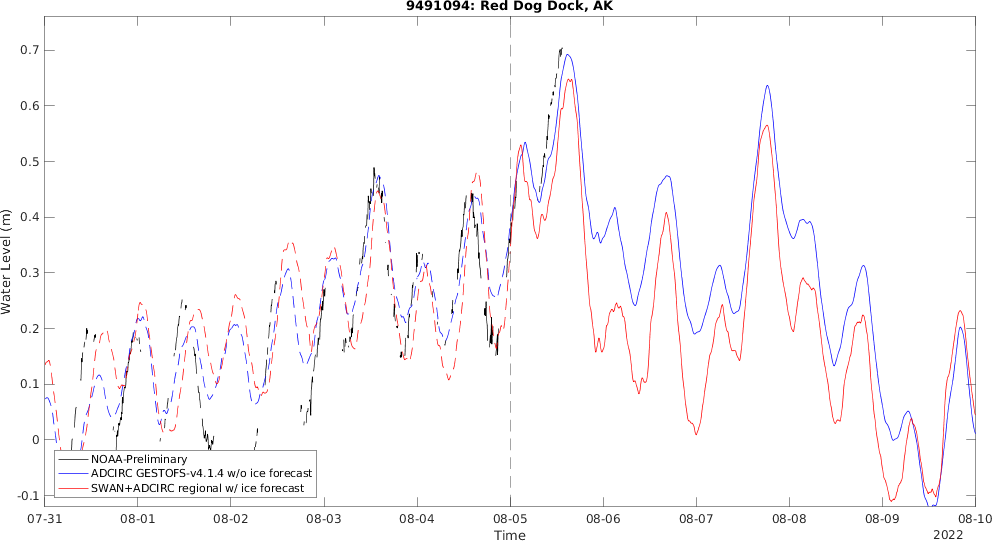 9491094: Red Dog Dock, AK
Water Level (m)
0.7
0.6
0.5
0.4
0.3
0.2
0.1
0
-0.1
NOAA-Preliminary
ADCIRC GESTOFS-v4.1.4 w/o ice forecast
SWAN+ADCIRC regional w/ ice forecast
07-31 08-01 08-02 08-03 08-04 08-05 08-06 08-07 08-08 08-09 08-10
Time
2022